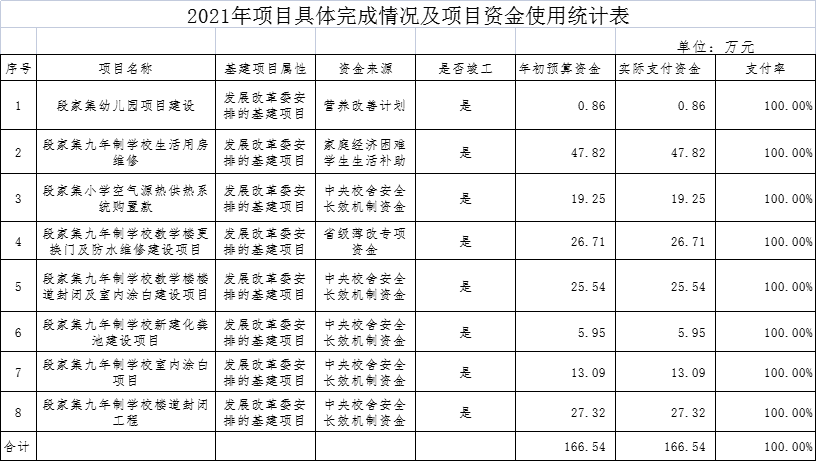 2021年项目具体完成情况及项目资金使用统计表
单位：万元
序号 项目名称 基建项目属性 资金来源 是否竣工 年初预算资金 实际支付资金 支付率
1 段家集幼儿园项目建设 发展改革委安排的基建项目 营养改善计划 是 0.86 0.86 100.00%
2 段家集九年制学校生活用房维修 发展改革委安排的基建项目 家庭经济困难学生生活补助 是 47.82 47.82 100.00%
3 段家集小学空气源热供热系统购置款 发展改革委安排的基建项目 中央校舍安全长效机制资金 是 19.25 19.25 100.00%
4 段家集九年制学校教学楼更换门及防水维修建设项目 发展改革委安排的基建项目 省级薄改专项资金 是 26.71 26.71 100.00%
5 段家集九年制学校教学楼楼道封闭及室内涂白建设项目 发展改革委安排的基建项目 中央校舍安全长效机制资金 是 25.54 25.54 100.00%
6 段家集九年制学校新建化粪池建设项目 发展改革委安排的基建项目 中央校舍安全长效机制资金 是 5.95 5.95 100.00%
7 段家集九年制学校室内涂白项目 发展改革委安排的基建项目 中央校舍安全长效机制资金 是 13.09 13.09 100.00%
8 段家集九年制学校楼道封闭工程 发展改革委安排的基建项目 中央校舍安全长效机制资金 是 27.32 27.32 100.00%
合计 166.54 166.54 100.00%